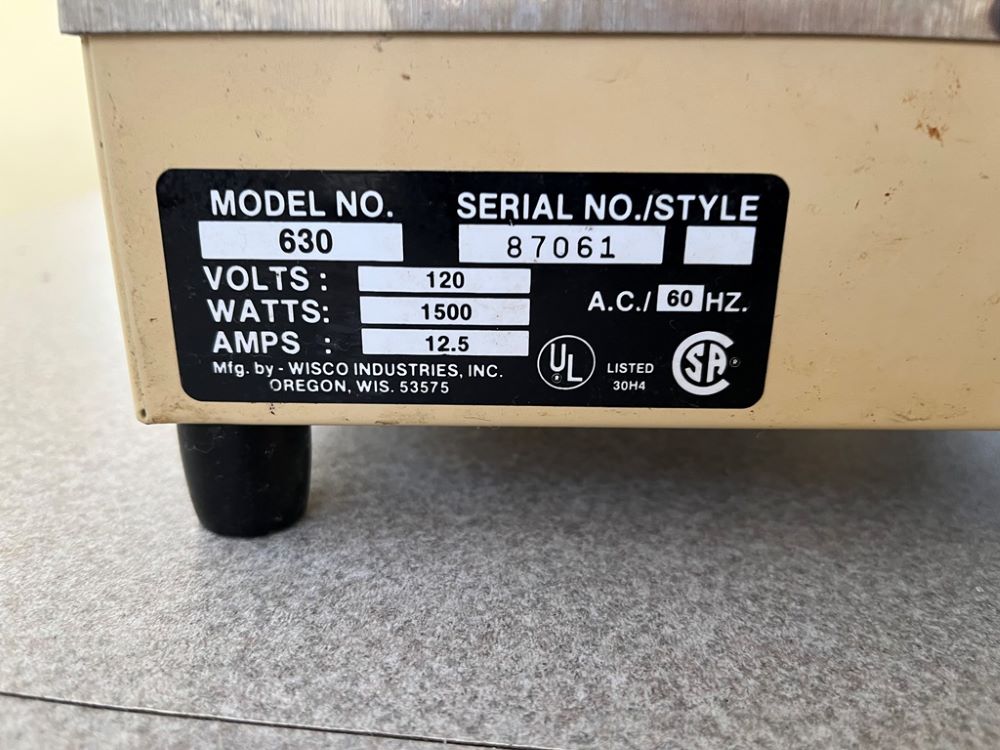 MODEL NO. SERIAL NO./STYLE
630 87061
VOLTS : 120
WATTS: 1500 A.C./ 60 HZ.
AMPS : 12.5
Mfg. by - WISCO INDUSTRIES, INC.
OREGON, WIS. 53575
UL LISTED
30H4
SA